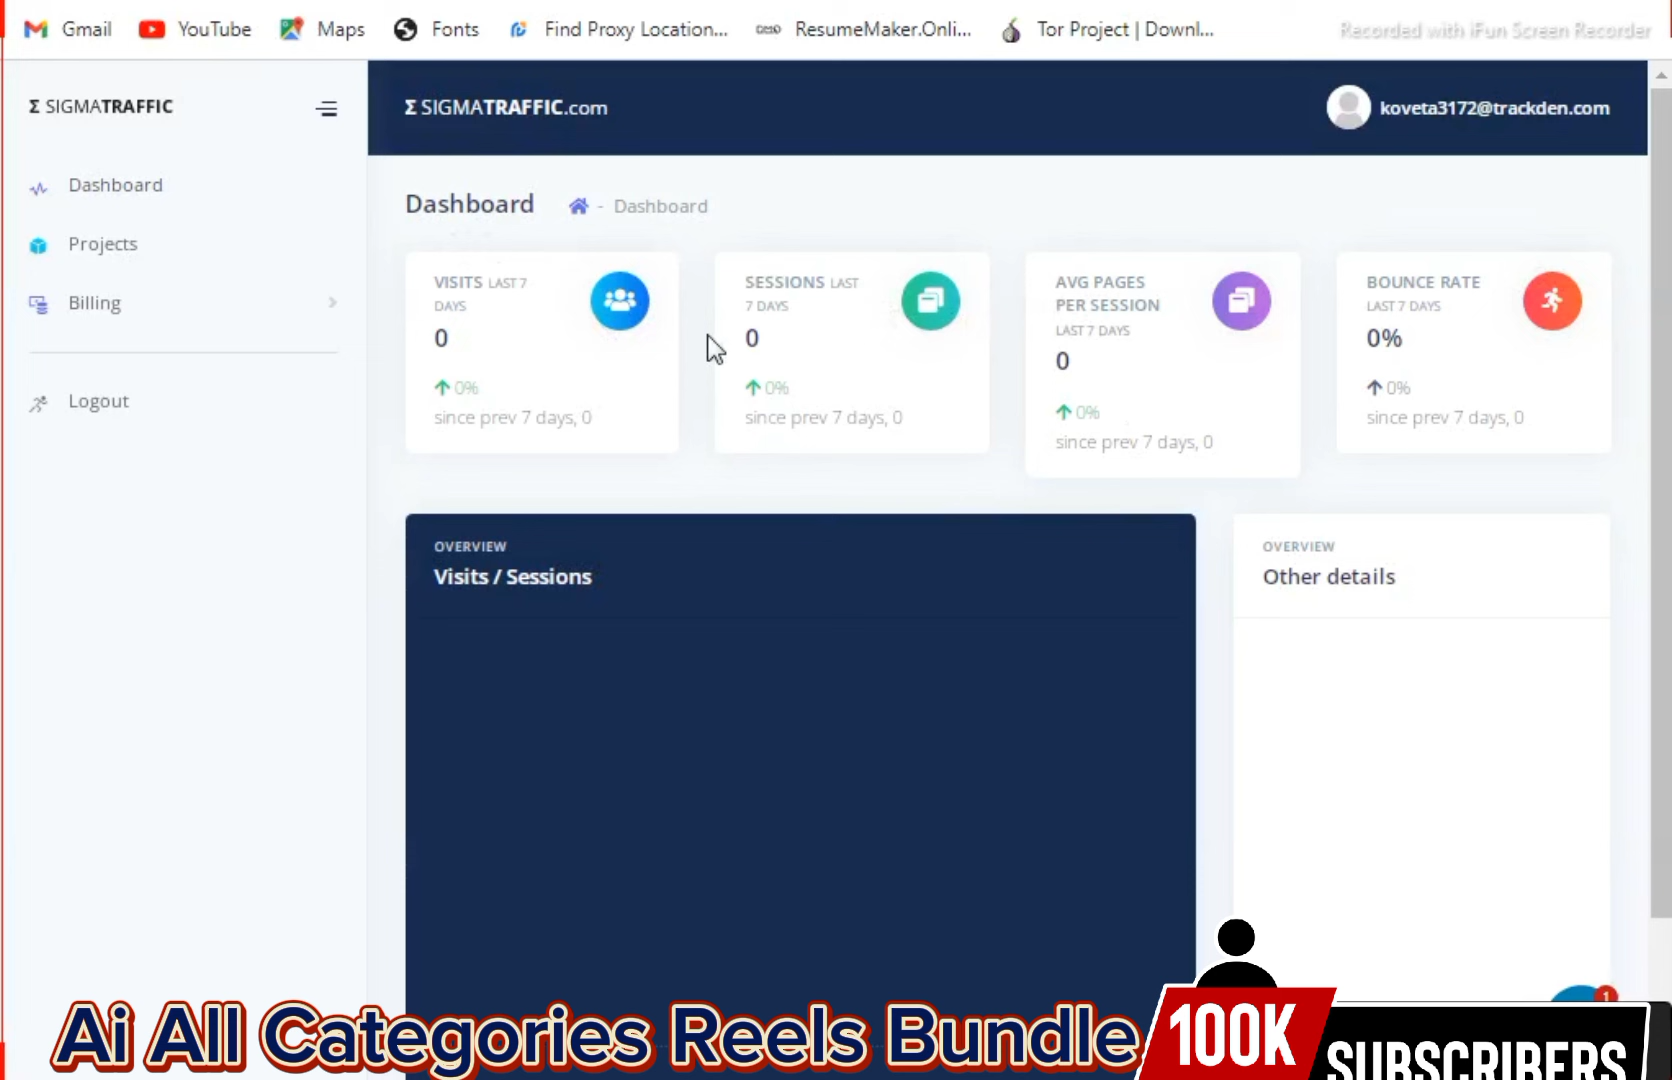 Gmail YouTube Maps Fonts Find Proxy Location... ResumeMaker.Onli... Tor Project | Downl... Recorded with iFun Screen Recorder
Σ SIGMATRAFFIC
Σ SIGMATRAFFIC.com
koveta3172@trackden.com
Dashboard
Projects
Billing
Logout
Dashboard - Dashboard
VISITS LAST 7
DAYS
0
0%
since prev 7 days, 0
SESSIONS LAST
7 DAYS
0
0%
since prev 7 days, 0
AVG PAGES
PER SESSION
LAST 7 DAYS
0
0%
since prev 7 days, 0
BOUNCE RATE
LAST 7 DAYS
0%
0%
since prev 7 days, 0
OVERVIEW
Visits / Sessions
OVERVIEW
Other details
1
Ai All Categories Reels Bundle
100K
SUBSCRIBERS